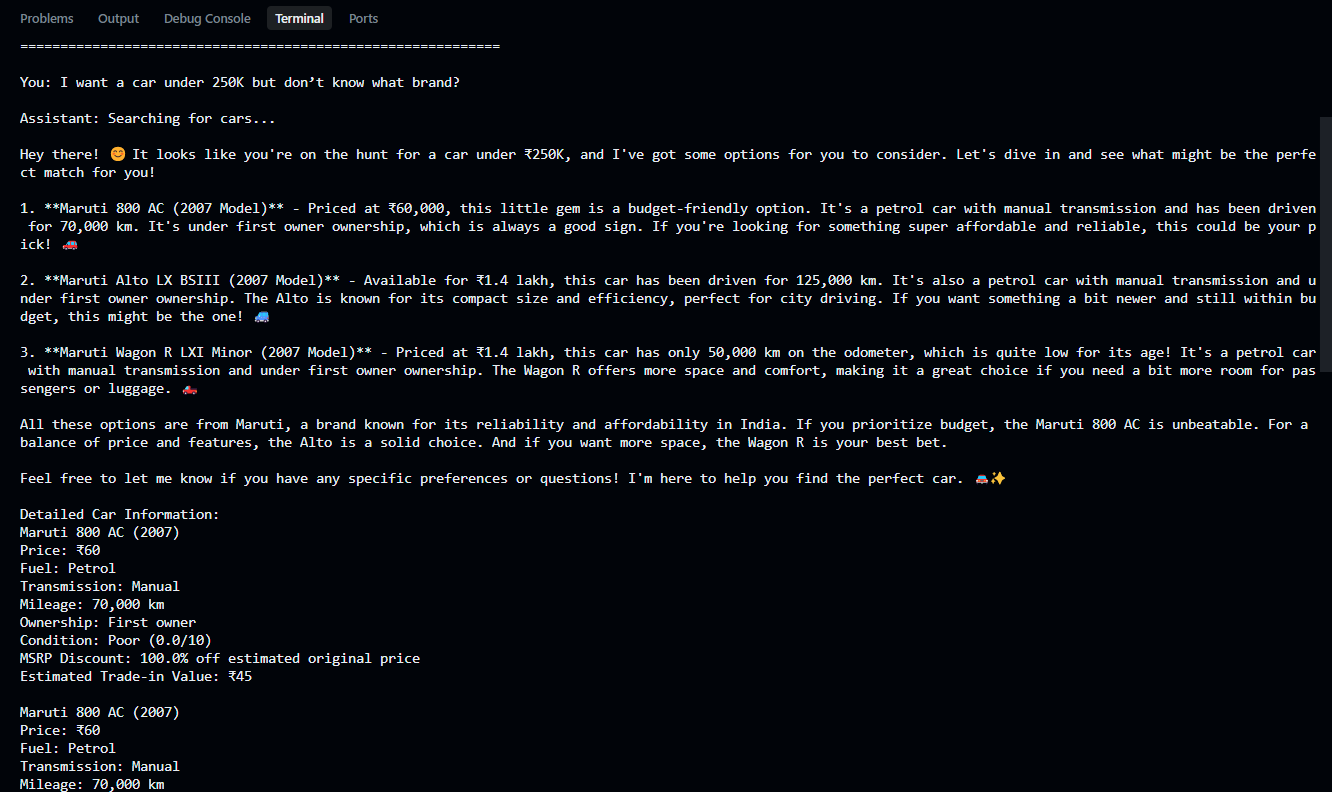 Problems Output Debug Console Terminal Ports
============================================================
You: I want a car under 250K but don’t know what brand?
Assistant: Searching for cars...
Hey there! 😊 It looks like you're on the hunt for a car under ₹250K, and I've got some options for you to consider. Let's dive in and see what might be the perfe
ct match for you!
1. **Maruti 800 AC (2007 Model)** - Priced at ₹60,000, this little gem is a budget-friendly option. It's a petrol car with manual transmission and has been driven
for 70,000 km. It's under first owner ownership, which is always a good sign. If you're looking for something super affordable and reliable, this could be your p
ick! 🚗
2. **Maruti Alto LX BSIII (2007 Model)** - Available for ₹1.4 lakh, this car has been driven for 125,000 km. It's also a petrol car with manual transmission and u
nder first owner ownership. The Alto is known for its compact size and efficiency, perfect for city driving. If you want something a bit newer and still within bu
dget, this might be the one! 🚙
3. **Maruti Wagon R LXI Minor (2007 Model)** - Priced at ₹1.4 lakh, this car has only 50,000 km on the odometer, which is quite low for its age! It's a petrol car
with manual transmission and under first owner ownership. The Wagon R offers more space and comfort, making it a great choice if you need a bit more room for pas
sengers or luggage. 🛻
All these options are from Maruti, a brand known for its reliability and affordability in India. If you prioritize budget, the Maruti 800 AC is unbeatable. For a
balance of price and features, the Alto is a solid choice. And if you want more space, the Wagon R is your best bet.
Feel free to let me know if you have any specific preferences or questions! I'm here to help you find the perfect car. 🚘✨
Detailed Car Information:
Maruti 800 AC (2007)
Price: ₹60
Fuel: Petrol
Transmission: Manual
Mileage: 70,000 km
Ownership: First owner
Condition: Poor (0.0/10)
MSRP Discount: 100.0% off estimated original price
Estimated Trade-in Value: ₹45
Maruti 800 AC (2007)
Price: ₹60
Fuel: Petrol
Transmission: Manual
Mileage: 70,000 km